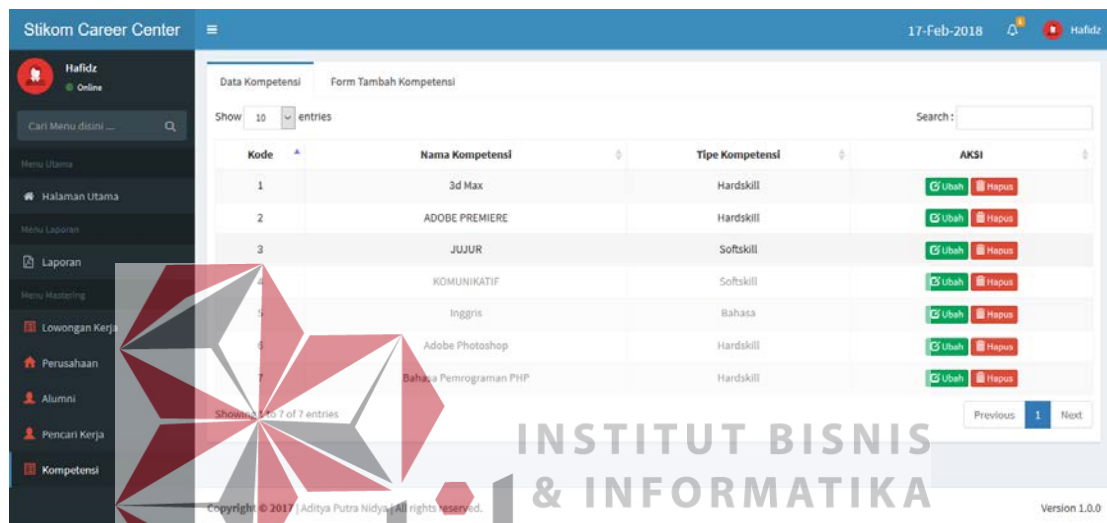 Stikom Career Center
17-Feb-2018
6
Hafidz
Hafidz
Online
Cari Menu disini ...
Menu Utama
Halaman Utama
Menu Laporan
Laporan
Menu Mastering
Lowongan Kerja
Perusahaan
Alumni
Pencari Kerja
Kompetensi
Data Kompetensi Form Tambah Kompetensi
Show 10 entries Search :
Kode Nama Kompetensi Tipe Kompetensi AKSI
1 3d Max Hardskill Ubah Hapus
2 ADOBE PREMIERE Hardskill Ubah Hapus
3 JUJUR Softskill Ubah Hapus
4 KOMUNIKATIF Softskill Ubah Hapus
5 Inggris Bahasa Ubah Hapus
6 Adobe Photoshop Hardskill Ubah Hapus
7 Bahasa Pemrograman PHP Hardskill Ubah Hapus
Showing 1 to 7 of 7 entries Previous 1 Next
INSTITUT BISNIS
& INFORMATIKA
Copyright © 2017 | Aditya Putra Nidya | All rights reserved. Version 1.0.0